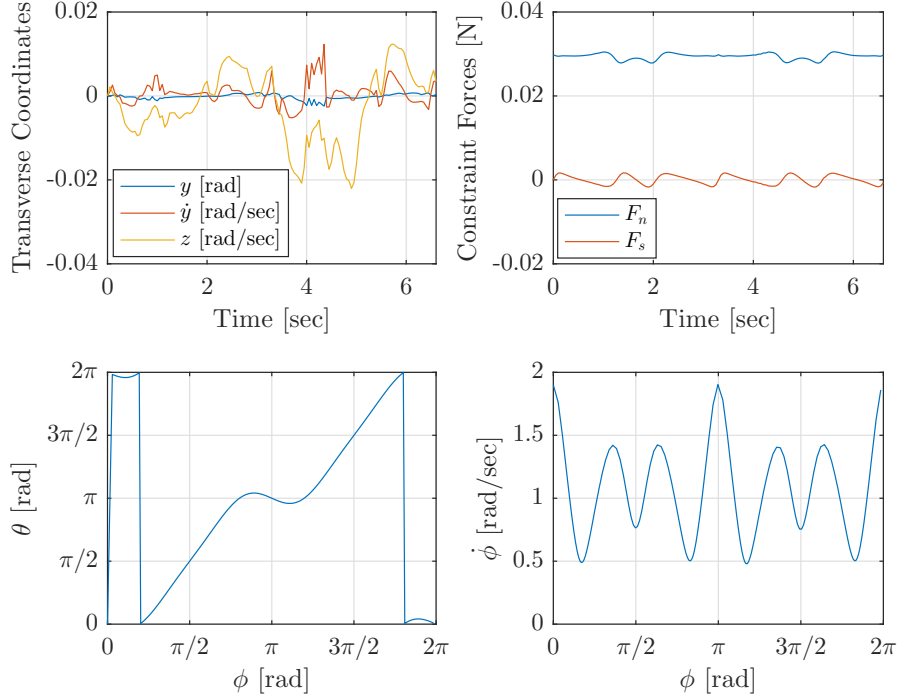 Transverse Coordinates
0.02
0
-0.02
-0.04
y [rad]
ẏ [rad/sec]
z [rad/sec]
0
2
4
6
Time [sec]
Constraint Forces [N]
0.04
0.02
0
-0.02
F_n
F_s
0
2
4
6
Time [sec]
θ [rad]
2π
3π/2
π
π/2
0
0
π/2
π
3π/2
2π
ϕ [rad]
ϕ̇ [rad/sec]
2
1.5
1
0.5
0
0
π/2
π
3π/2
2π
ϕ [rad]